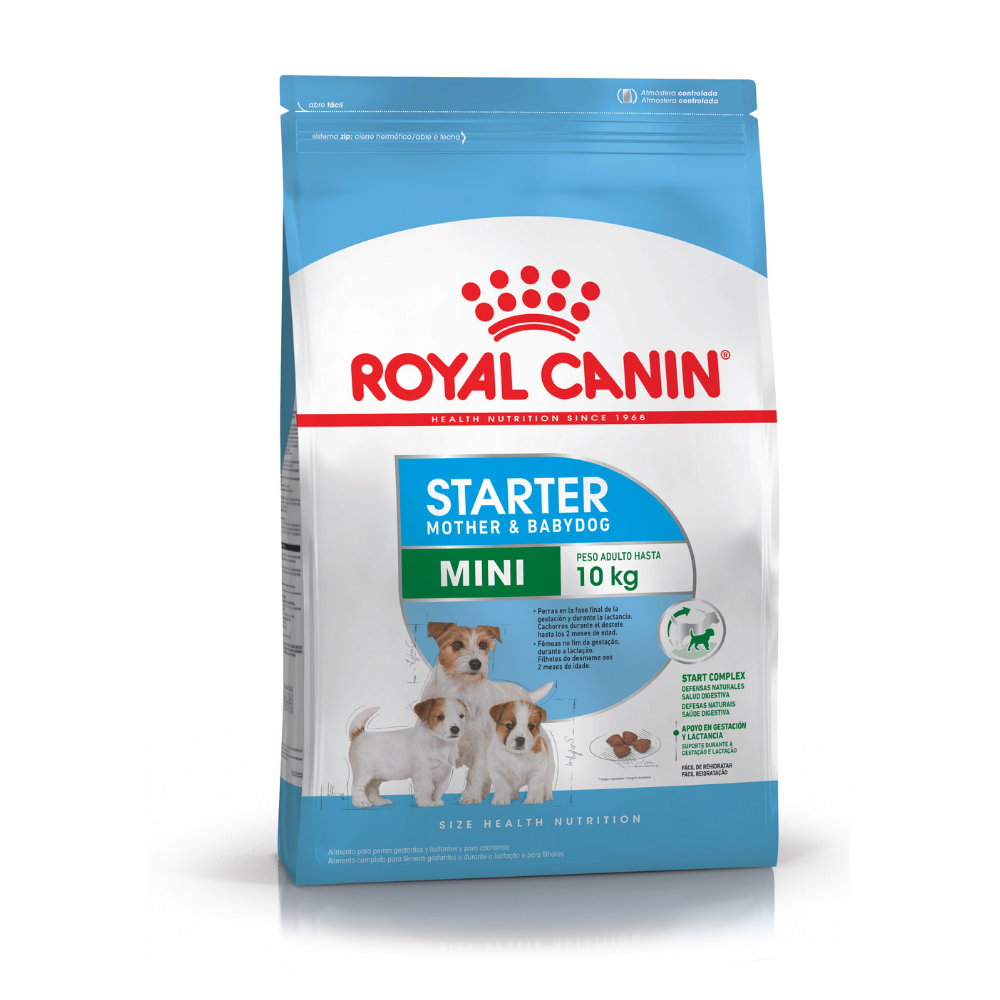 abre fácil
Atmósfera controlada
Atmosfera controlada
sistema zip: cierre hermético/abre e fecha
ROYAL CANIN®
HEALTH NUTRITION SINCE 1968
STARTER
MOTHER & BABYDOG
MINI
PESO ADULTO HASTA
10 kg
• Perras en la fase final de la
gestación y durante la lactancia.
Cachorros durante el destete
hasta los 2 meses de edad.
• Fêmeas no fim da gestação,
durante a lactação.
Filhotes do desmame aos
2 meses de idade.
START COMPLEX
DEFENSAS NATURALES
SALUD DIGESTIVA
DEFESAS NATURAIS
SAÚDE DIGESTIVA
APOYO EN GESTACIÓN
Y LACTANCIA
SUPORTE DURANTE A
GESTAÇÃO E LACTAÇÃO
FÁCIL DE REHIDRATAR
FÁCIL REIDRATAÇÃO
SIZE HEALTH NUTRITION
Alimento para perras gestantes y lactantes y para cachorros
Alimento completo para fêmeas gestantes e durante a lactação e para filhotes